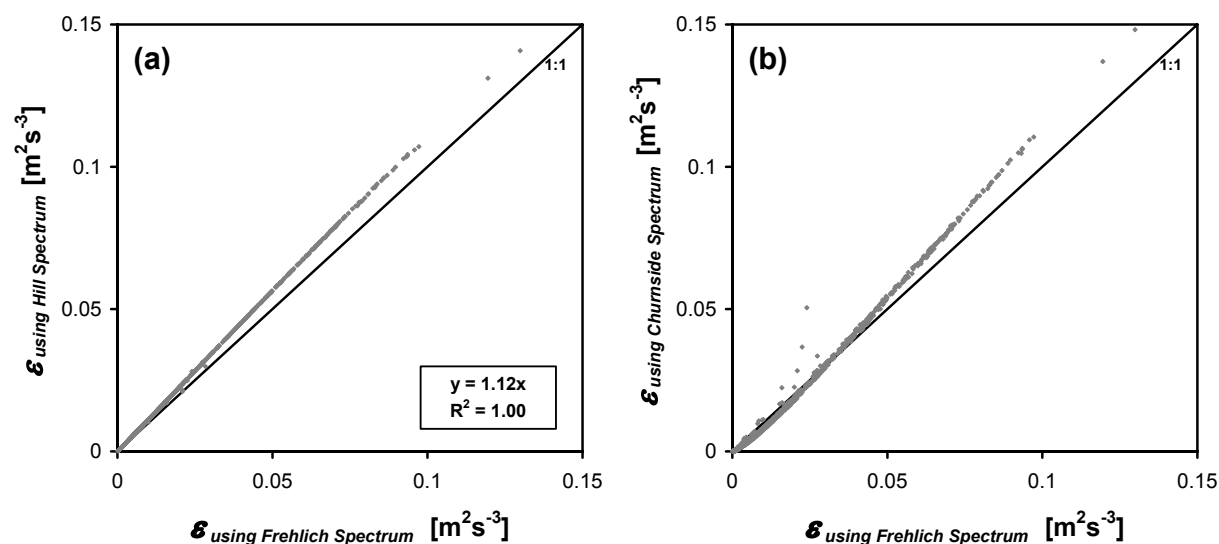 (a)
0.15
0.1
0.05
0
ε using Hill Spectrum [m²s⁻³]
1:1
y = 1.12x
R² = 1.00
0 0.05 0.1 0.15
ε using Frehlich Spectrum [m²s⁻³]
(b)
0.15
0.1
0.05
0
ε using Churnside Spectrum [m²s⁻³]
1:1
0 0.05 0.1 0.15
ε using Frehlich Spectrum [m²s⁻³]